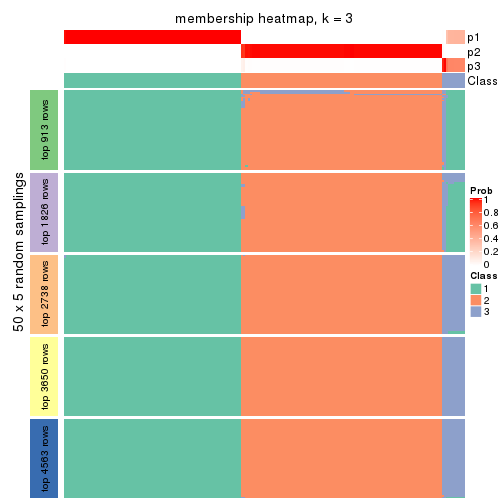 membership heatmap, k = 3
p1
p2
p3
Class
50 x 5 random samplings
top 913 rows
top 1826 rows
top 2738 rows
top 3650 rows
top 4563 rows
Prob
1
0.8
0.6
0.4
0.2
0
Class
1
2
3